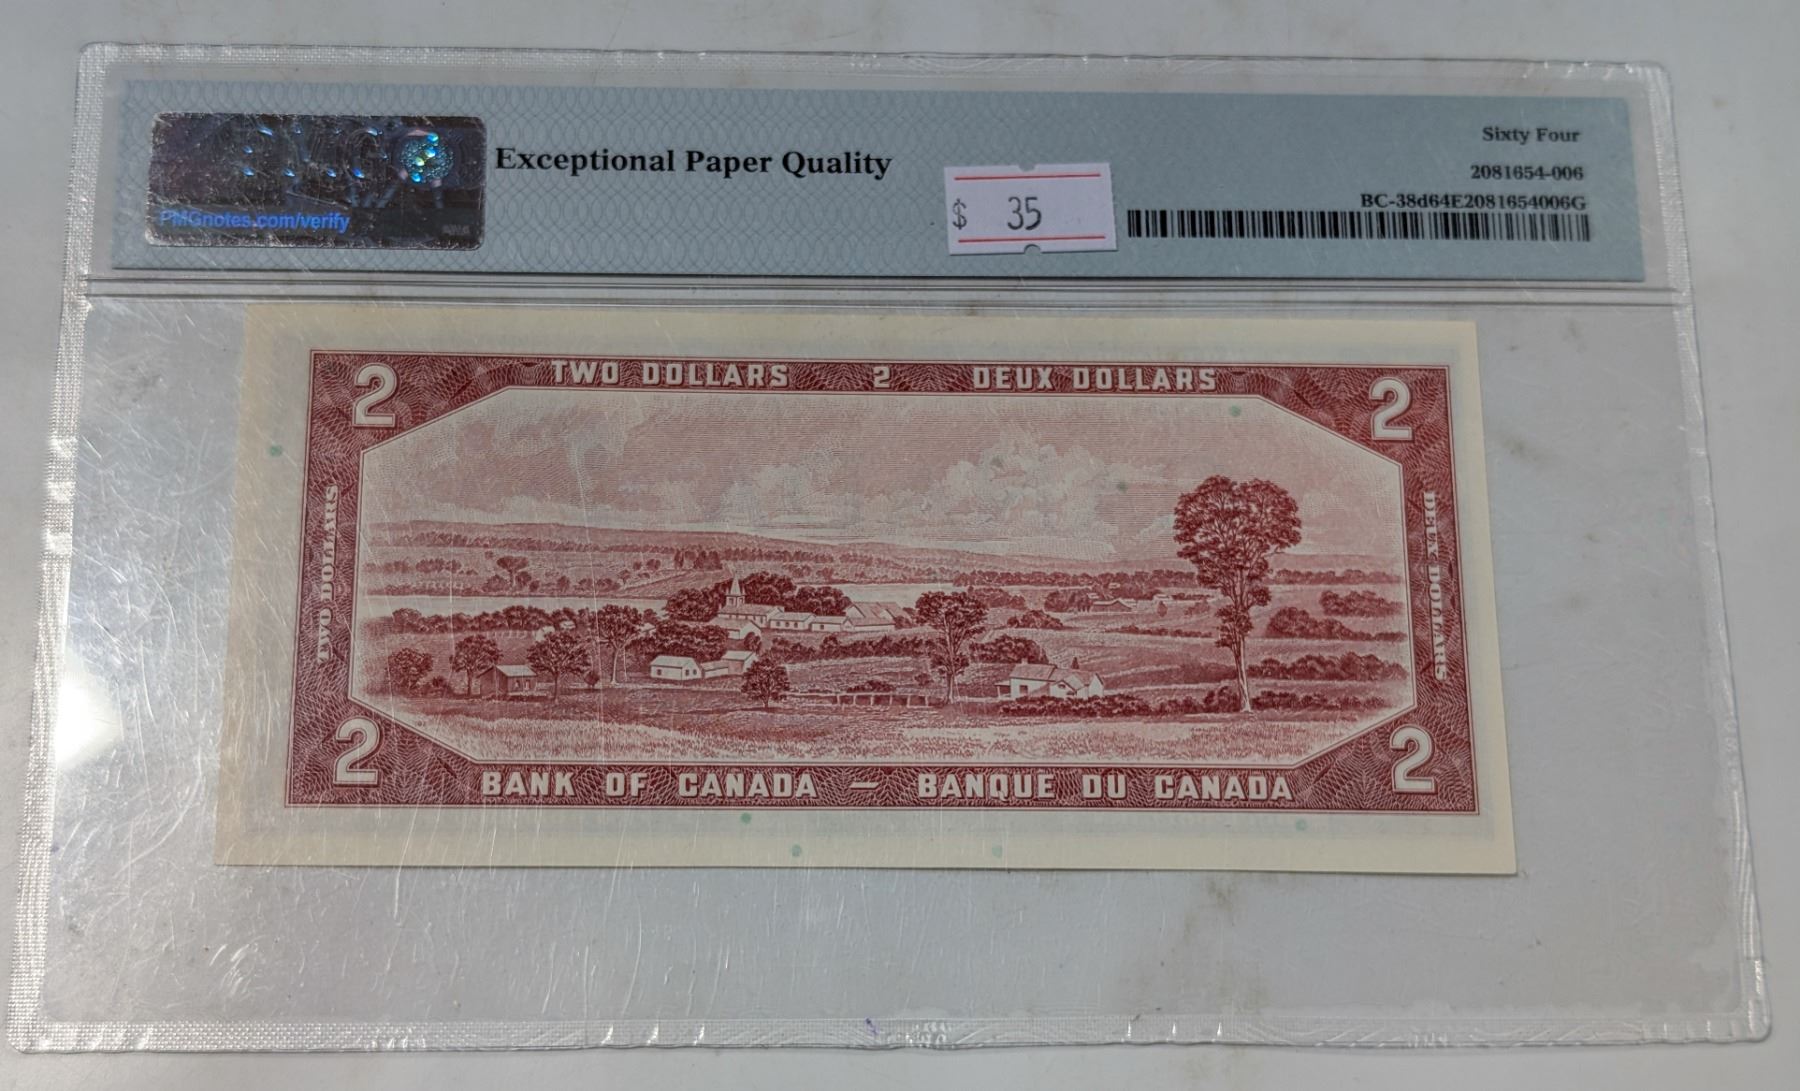 Sixty Four
Exceptional Paper Quality
2081654-006
$ 35
BC-38d64E2081654006G
PMGnotes.com/verify
2 TWO DOLLARS 2 DEUX DOLLARS 2
TWO DOLLARS
DEUX DOLLARS
2 BANK OF CANADA — BANQUE DU CANADA 2